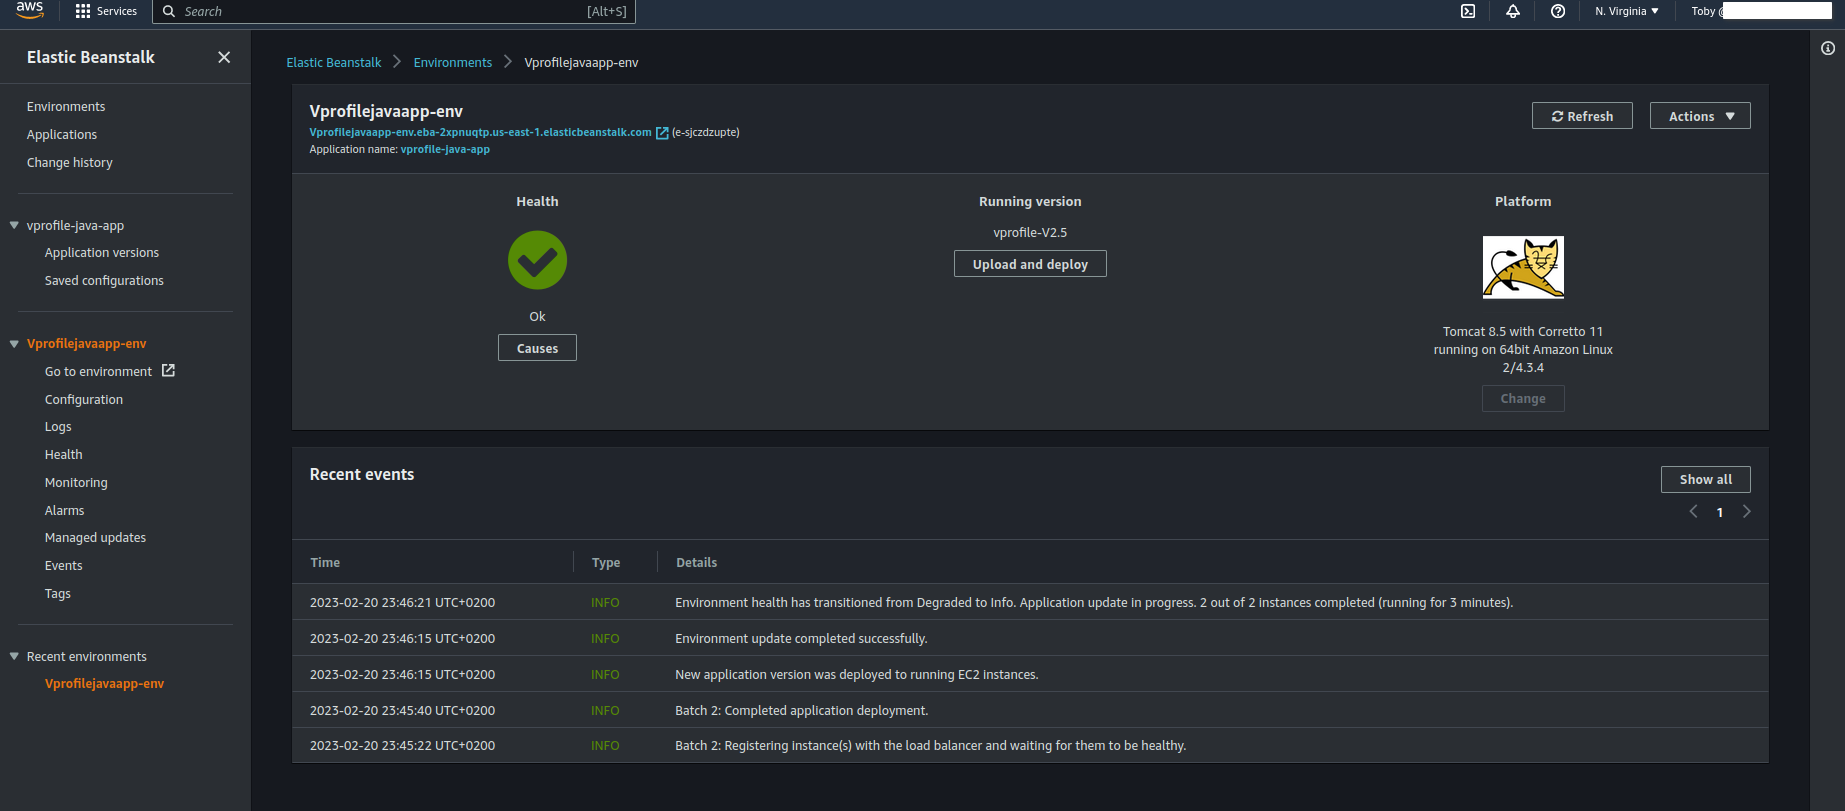 aws
Services
Search [Alt+S]
N. Virginia
Toby @
Elastic Beanstalk
Environments
Applications
Change history
vprofile-java-app
Application versions
Saved configurations
Vprofilejavaapp-env
Go to environment
Configuration
Logs
Health
Monitoring
Alarms
Managed updates
Events
Tags
Recent environments
Vprofilejavaapp-env
Elastic Beanstalk > Environments > Vprofilejavaapp-env
Vprofilejavaapp-env
Vprofilejavaapp-env.eba-2xpnuqtp.us-east-1.elasticbeanstalk.com (e-sjczdzupte)
Application name: vprofile-java-app
Refresh
Actions
Health
Ok
Causes
Running version
vprofile-V2.5
Upload and deploy
Platform
Tomcat 8.5 with Corretto 11
running on 64bit Amazon Linux
2/4.3.4
Change
Recent events
Show all
1
Time Type Details
2023-02-20 23:46:21 UTC+0200 INFO Environment health has transitioned from Degraded to Info. Application update in progress. 2 out of 2 instances completed (running for 3 minutes).
2023-02-20 23:46:15 UTC+0200 INFO Environment update completed successfully.
2023-02-20 23:46:15 UTC+0200 INFO New application version was deployed to running EC2 instances.
2023-02-20 23:45:40 UTC+0200 INFO Batch 2: Completed application deployment.
2023-02-20 23:45:22 UTC+0200 INFO Batch 2: Registering instance(s) with the load balancer and waiting for them to be healthy.